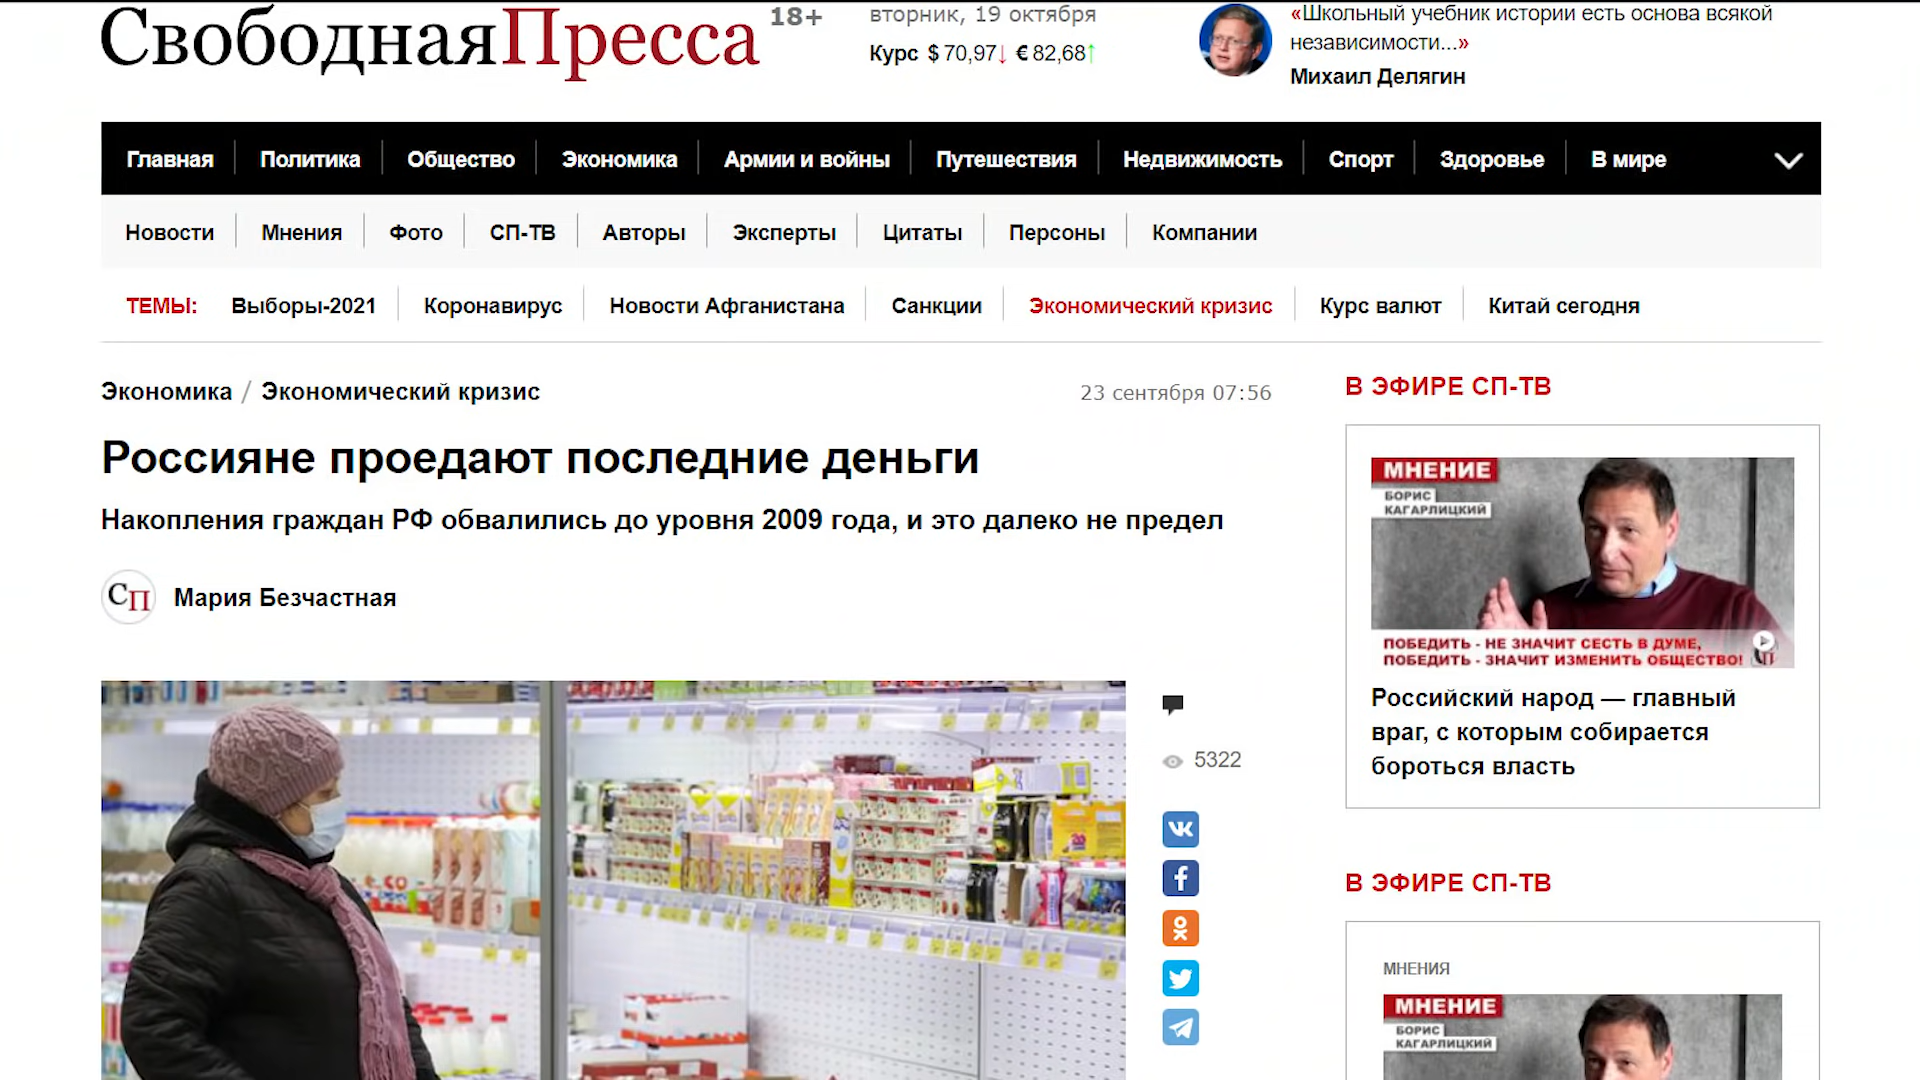 СвободнаяПресса
18+
вторник, 19 октября
Курс $ 70,97↓ € 82,68↑
«Школьный учебник истории есть основа всякой
независимости...»
Михаил Делягин
Главная Политика Общество Экономика Армии и войны Путешествия Недвижимость Спорт Здоровье В мире
Новости Мнения Фото СП-ТВ Авторы Эксперты Цитаты Персоны Компании
ТЕМЫ: Выборы-2021 Коронавирус Новости Афганистана Санкции Экономический кризис Курс валют Китай сегодня
Экономика / Экономический кризис
23 сентября 07:56
Россияне проедают последние деньги
Накопления граждан РФ обвалились до уровня 2009 года, и это далеко не предел
СП Мария Безчастная
5322
В ЭФИРЕ СП-ТВ
МНЕНИЕ
БОРИС
КАГАРЛИЦКИЙ
ПОБЕДИТЬ - НЕ ЗНАЧИТ СЕСТЬ В ДУМЕ,
ПОБЕДИТЬ - ЗНАЧИТ ИЗМЕНИТЬ ОБЩЕСТВО!
СП
Российский народ — главный
враг, с которым собирается
бороться власть
В ЭФИРЕ СП-ТВ
МНЕНИЯ
МНЕНИЕ
БОРИС
КАГАРЛИЦКИЙ